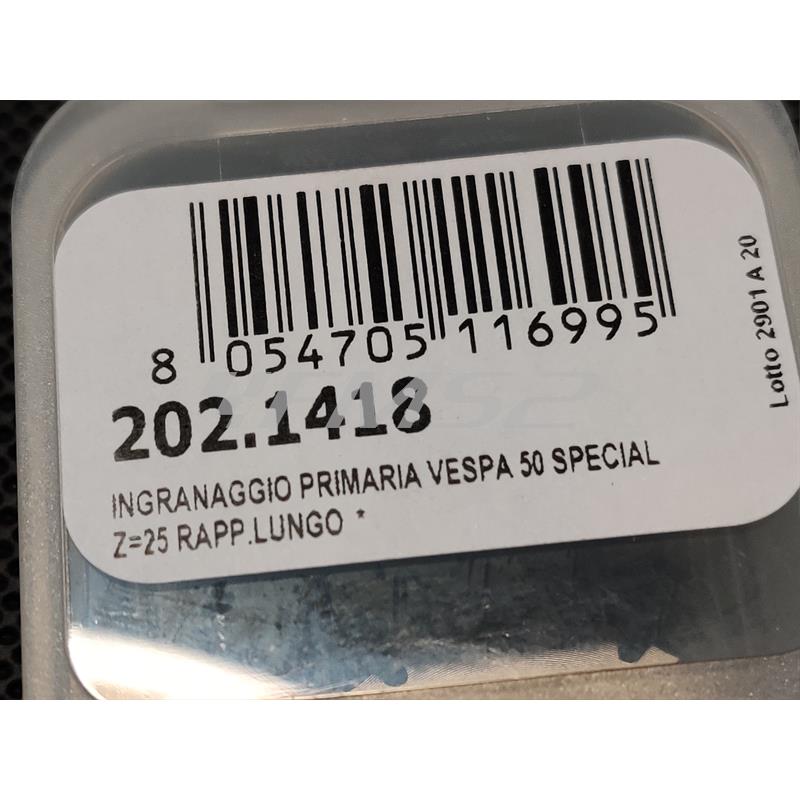 8 054705 116995
202.1418
INGRANAGGIO PRIMARIA VESPA 50 SPECIAL
Z=25 RAPP.LUNGO *
Lotto 2901 A 20